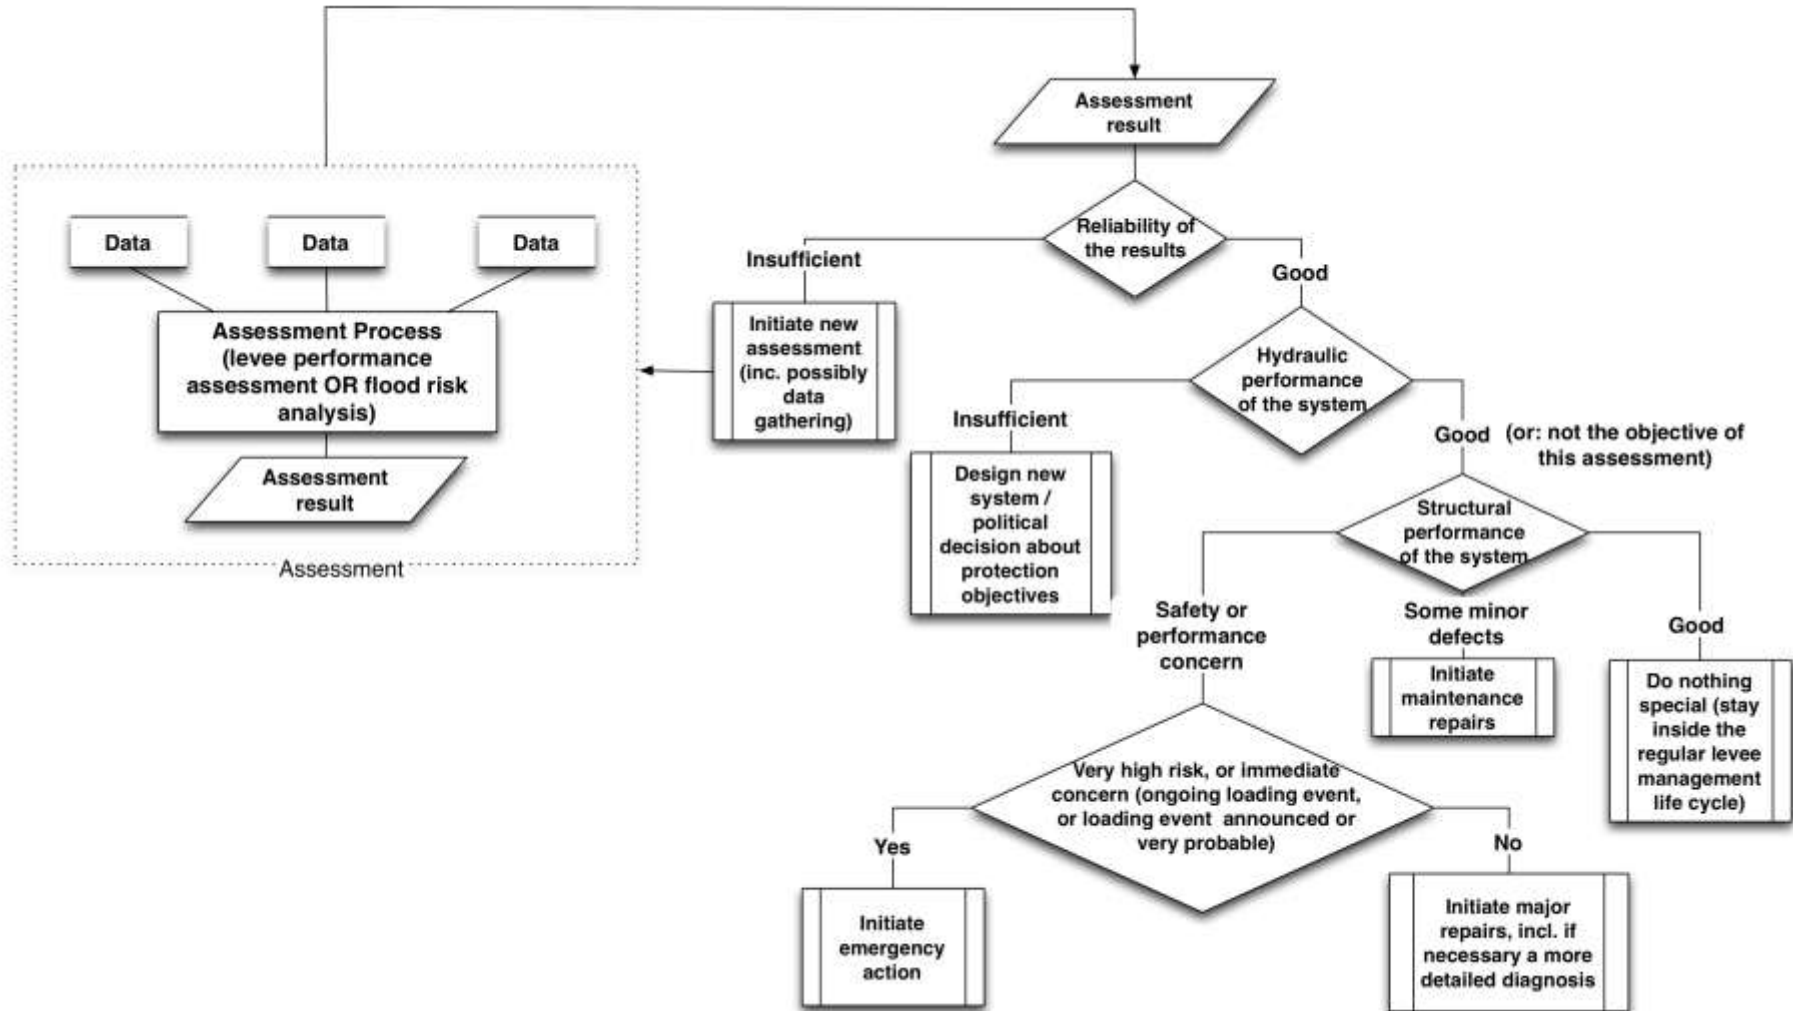 Assessment
result
Reliability of
the results
Data
Data
Data
Insufficient
Good
Assessment Process
(levee performance
assessment OR flood risk
analysis)
Initiate new
assessment
(inc. possibly
data
gathering)
Hydraulic
performance
of the system
Insufficient
Good
(or: not the objective of
this assessment)
Assessment
result
Assessment
Design new
system /
political
decision about
protection
objectives
Structural
performance
of the system
Safety or
performance
concern
Some minor
defects
Good
Initiate
maintenance
repairs
Do nothing
special (stay
inside the
regular levee
management
life cycle)
Very high risk, or immediate
concern (ongoing loading event,
or loading event announced or
very probable)
Yes
No
Initiate
emergency
action
Initiate major
repairs, incl. if
necessary a more
detailed diagnosis